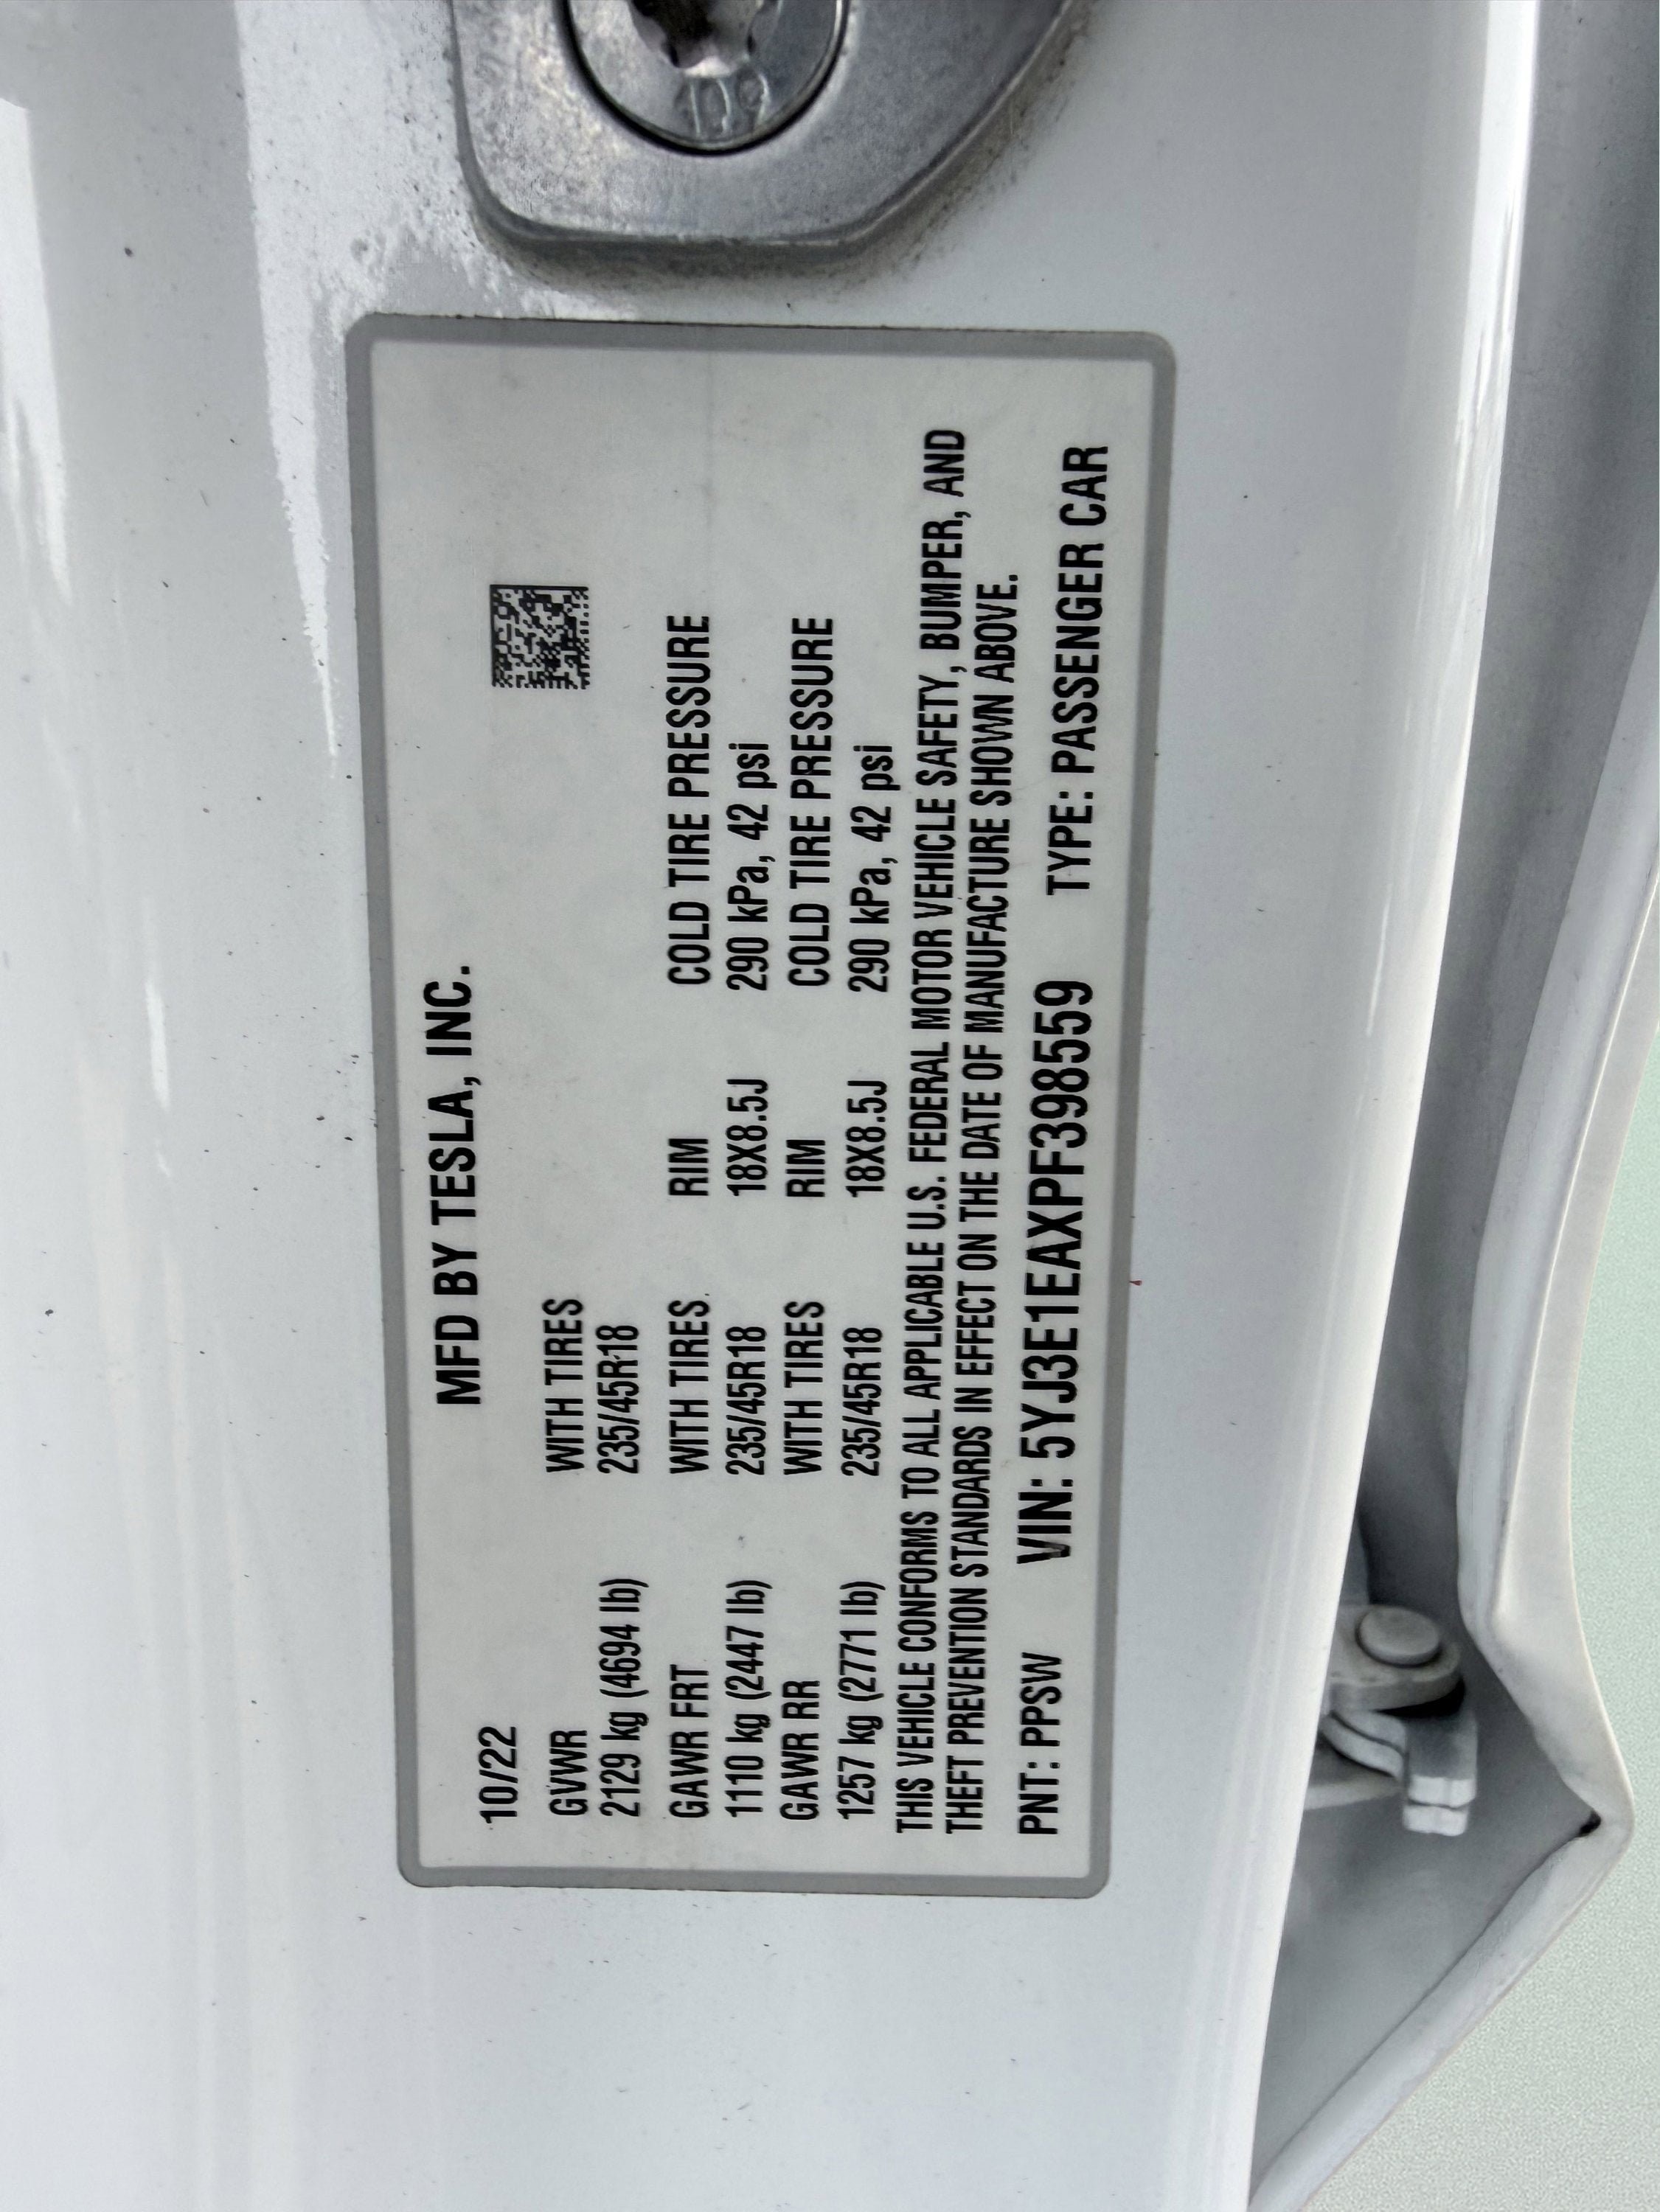 109
MFD BY TESLA, INC.
10/22
GVWR WITH TIRES
2129 kg (4694 lb) 235/45R18
GAWR FRT WITH TIRES RIM COLD TIRE PRESSURE
1110 kg (2447 lb) 235/45R18 18X8.5J 290 kPa, 42 psi
GAWR RR WITH TIRES RIM COLD TIRE PRESSURE
1257 kg (2771 lb) 235/45R18 18X8.5J 290 kPa, 42 psi
THIS VEHICLE CONFORMS TO ALL APPLICABLE U.S. FEDERAL MOTOR VEHICLE SAFETY, BUMPER, AND
THEFT PREVENTION STANDARDS IN EFFECT ON THE DATE OF MANUFACTURE SHOWN ABOVE.
PNT: PPSW VIN: 5YJ3E1EAXPF398559 TYPE: PASSENGER CAR